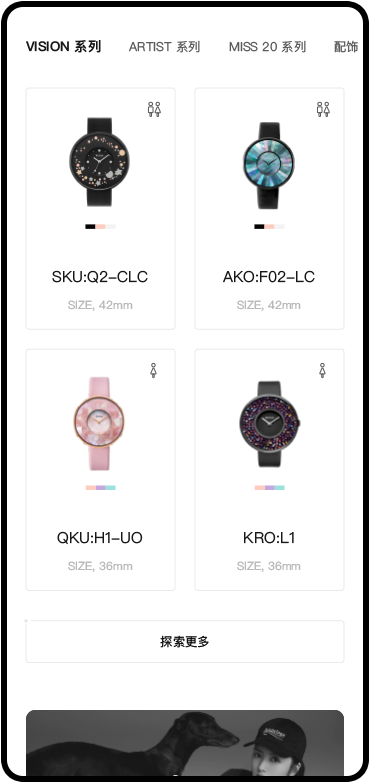 VISION 系列 ARTIST 系列 MISS 20 系列 配饰
SKU:Q2-CLC
SIZE, 42mm
AKO:F02-LC
SIZE, 42mm
QKU:H1-UO
SIZE, 36mm
KRO:L1
SIZE, 36mm
探索更多